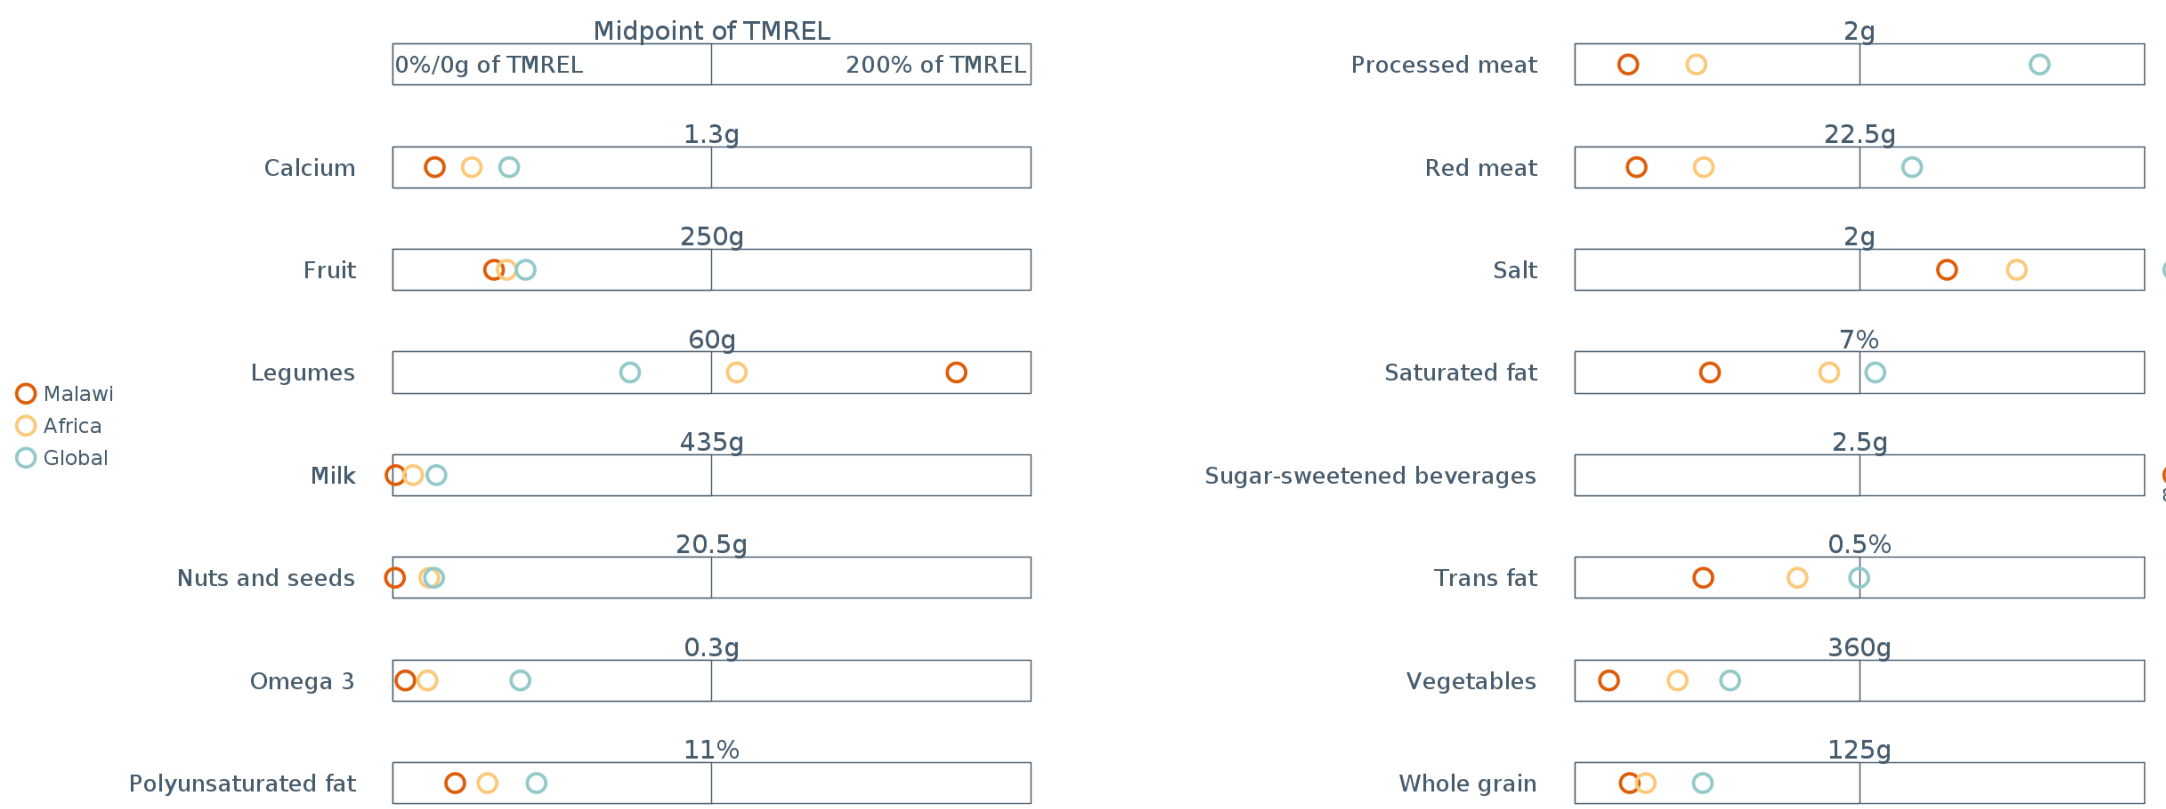 Midpoint of TMREL
0%/0g of TMREL
200% of TMREL
1.3g
Calcium
250g
Fruit
60g
Legumes
435g
Milk
20.5g
Nuts and seeds
0.3g
Omega 3
11%
Polyunsaturated fat
Malawi
Africa
Global
2g
Processed meat
22.5g
Red meat
2g
Salt
7%
Saturated fat
2.5g
Sugar-sweetened beverages
0.5%
Trans fat
360g
Vegetables
125g
Whole grain